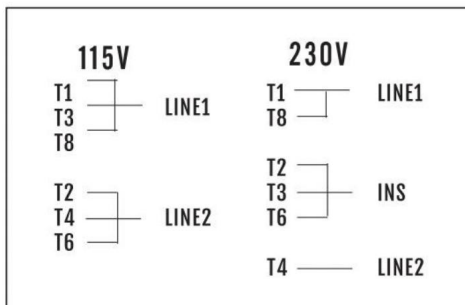 115V
T1
T3 LINE1
T8
T2
T4 LINE2
T6
230V
T1 LINE1
T8
T2
T3 INS
T6
T4 LINE2